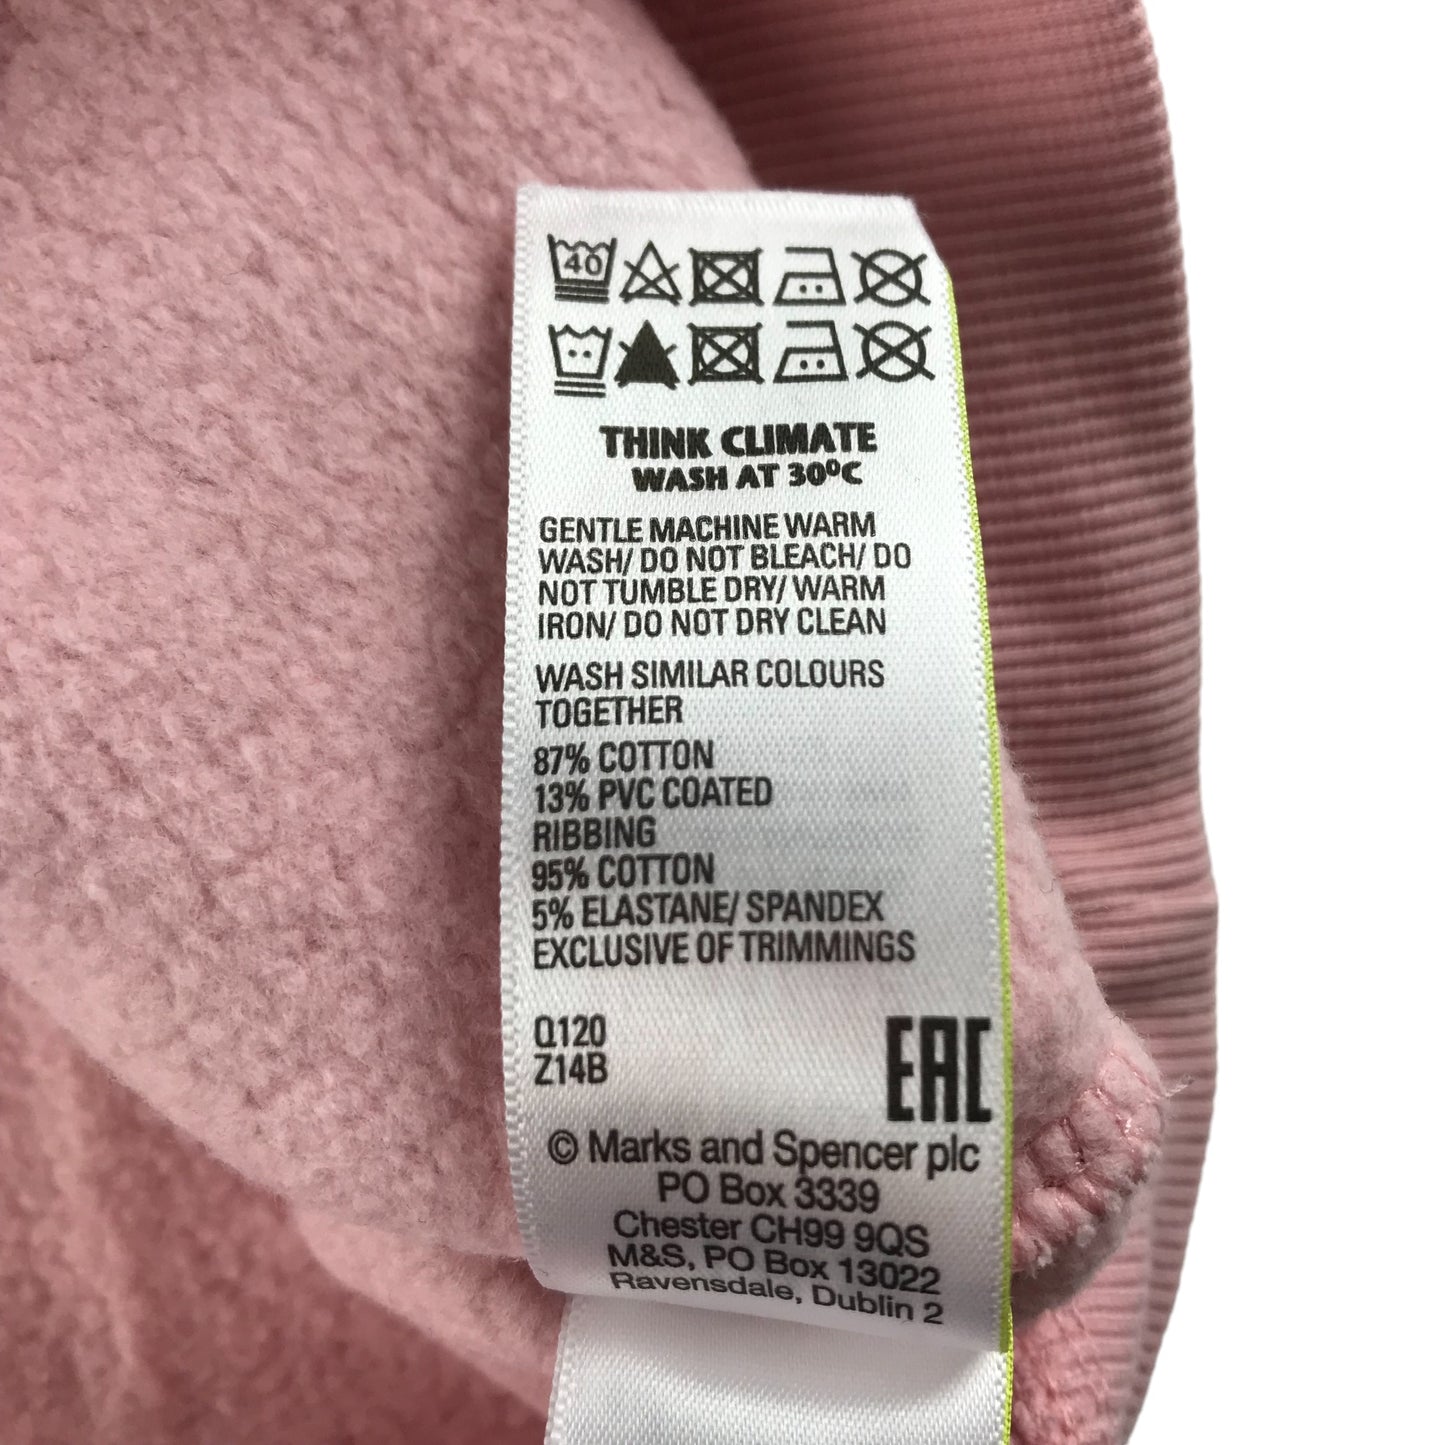 40
THINK CLIMATE
WASH AT 30ºC
GENTLE MACHINE WARM
WASH/ DO NOT BLEACH/ DO
NOT TUMBLE DRY/ WARM
IRON/ DO NOT DRY CLEAN
WASH SIMILAR COLOURS
TOGETHER
87% COTTON
13% PVC COATED
RIBBING
95% COTTON
5% ELASTANE/ SPANDEX
EXCLUSIVE OF TRIMMINGS
Q120
Z14B
EAC
© Marks and Spencer plc
PO Box 3339
Chester CH99 9QS
M&S, PO Box 13022
Ravensdale, Dublin 2